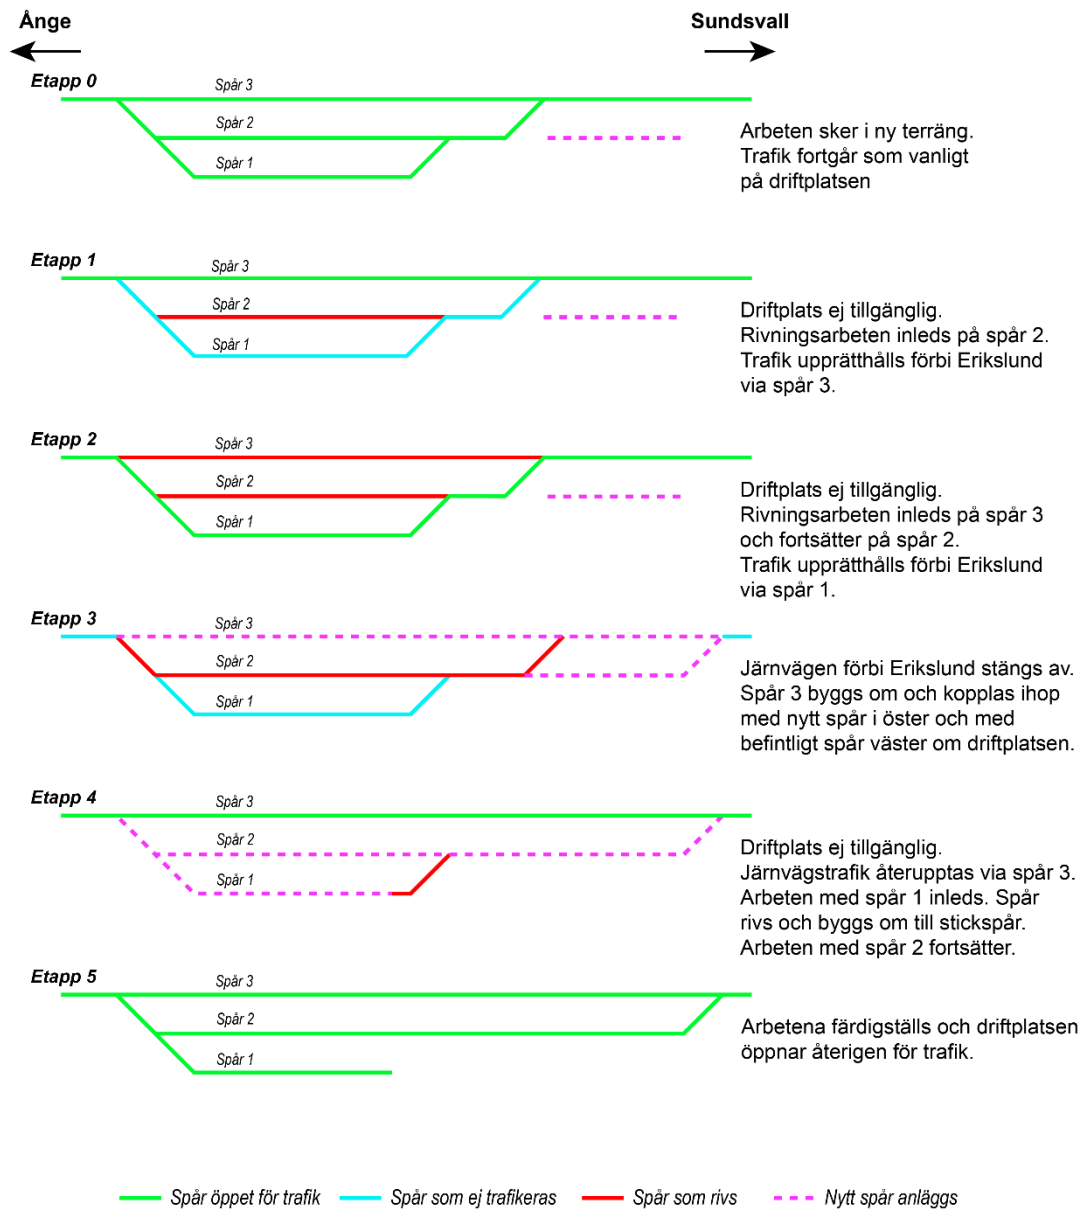 Ånge
Sundsvall
Etapp 0
Spår 3
Spår 2
Spår 1
Arbeten sker i ny terräng.
Trafik fortgår som vanligt
på driftplatsen
Etapp 1
Spår 3
Spår 2
Spår 1
Driftplats ej tillgänglig.
Rivningsarbeten inleds på spår 2.
Trafik upprätthålls förbi Erikslund
via spår 3.
Etapp 2
Spår 3
Spår 2
Spår 1
Driftplats ej tillgänglig.
Rivningsarbeten inleds på spår 3
och fortsätter på spår 2.
Trafik upprätthålls förbi Erikslund
via spår 1.
Etapp 3
Spår 3
Spår 2
Spår 1
Järnvägen förbi Erikslund stängs av.
Spår 3 byggs om och kopplas ihop
med nytt spår i öster och med
befintligt spår väster om driftplatsen.
Etapp 4
Spår 3
Spår 2
Spår 1
Driftplats ej tillgänglig.
Järnvägstrafik återupptas via spår 3.
Arbeten med spår 1 inleds. Spår
rivs och byggs om till stickspår.
Arbeten med spår 2 fortsätter.
Etapp 5
Spår 3
Spår 2
Spår 1
Arbetena färdigställs och driftplatsen
öppnar återigen för trafik.
Spår öppet för trafik
Spår som ej trafikeras
Spår som rivs
Nytt spår anläggs